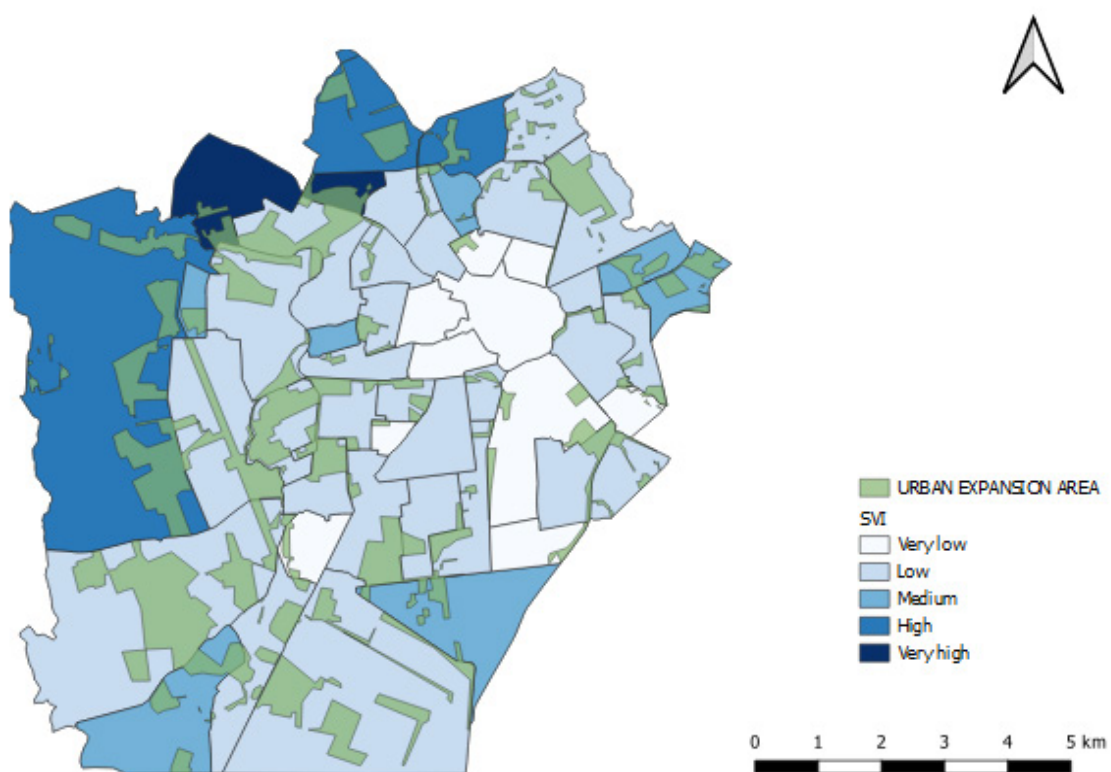 URBAN EXPANSION AREA
SVI
Very low
Low
Medium
High
Very high
0 1 2 3 4 5 km